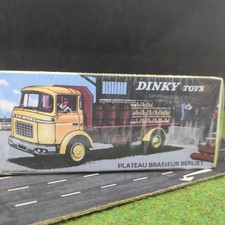 DINKY TOYS
PLATEAU BRASSEUR BERLIET